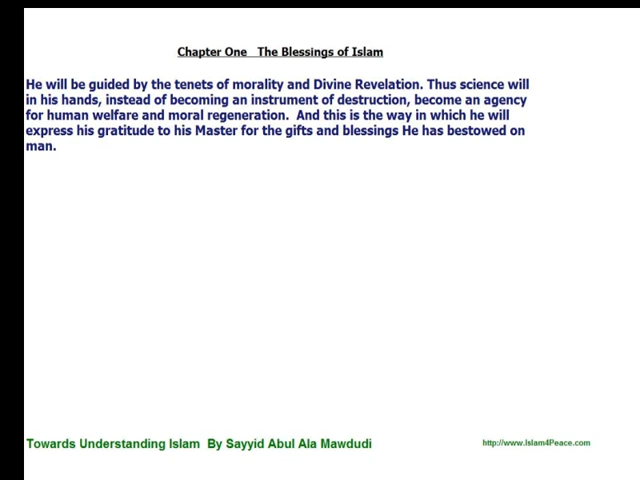 Chapter One   The Blessings of Islam
He will be guided by the tenets of morality and Divine Revelation. Thus science will
in his hands, instead of becoming an instrument of destruction, become an agency
for human welfare and moral regeneration.  And this is the way in which he will
express his gratitude to his Master for the gifts and blessings He has bestowed on
man.
Towards Understanding Islam  By Sayyid Abul Ala Mawdudi
http://www.Islam4Peace.com